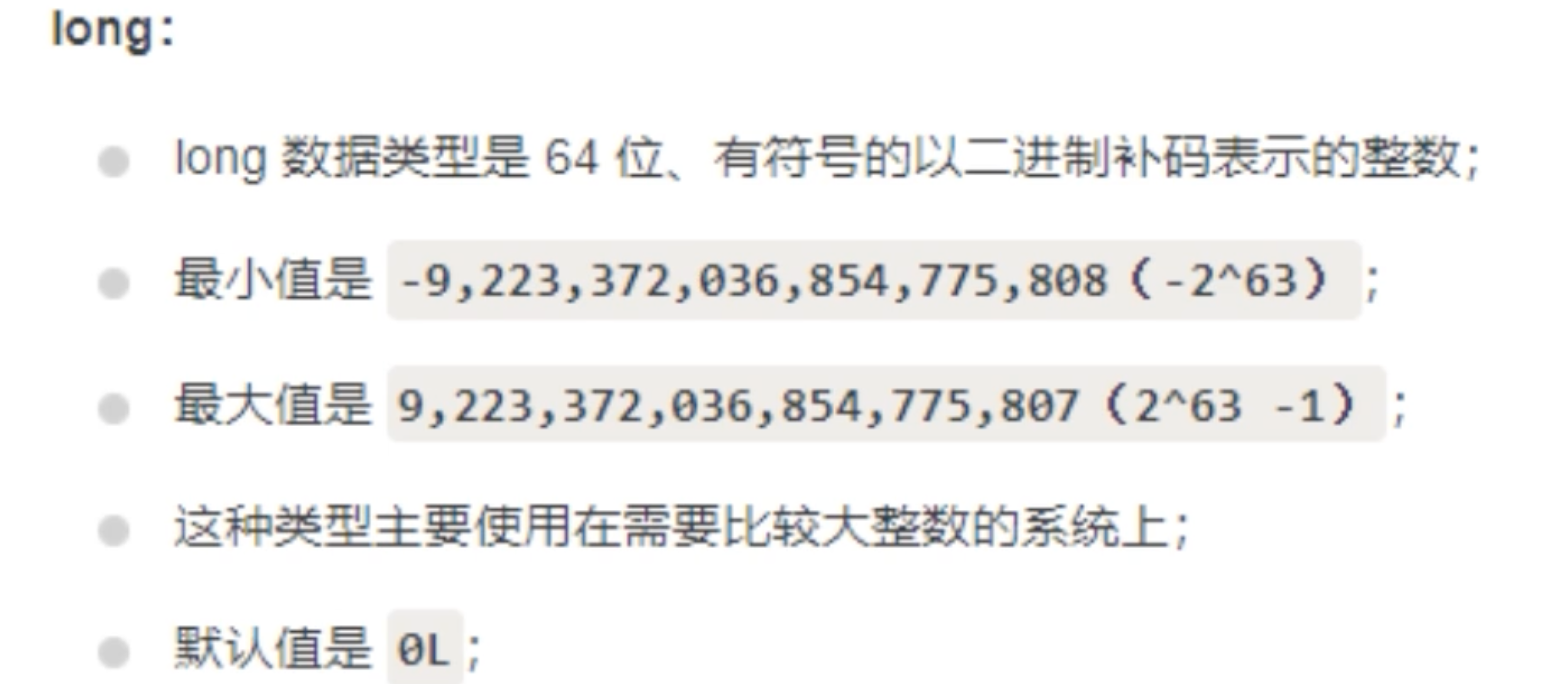 long：
long 数据类型是 64 位、有符号的以二进制补码表示的整数；
最小值是 -9,223,372,036,854,775,808（-2^63）；
最大值是 9,223,372,036,854,775,807（2^63 -1）；
这种类型主要使用在需要比较大整数的系统上；
默认值是 0L；